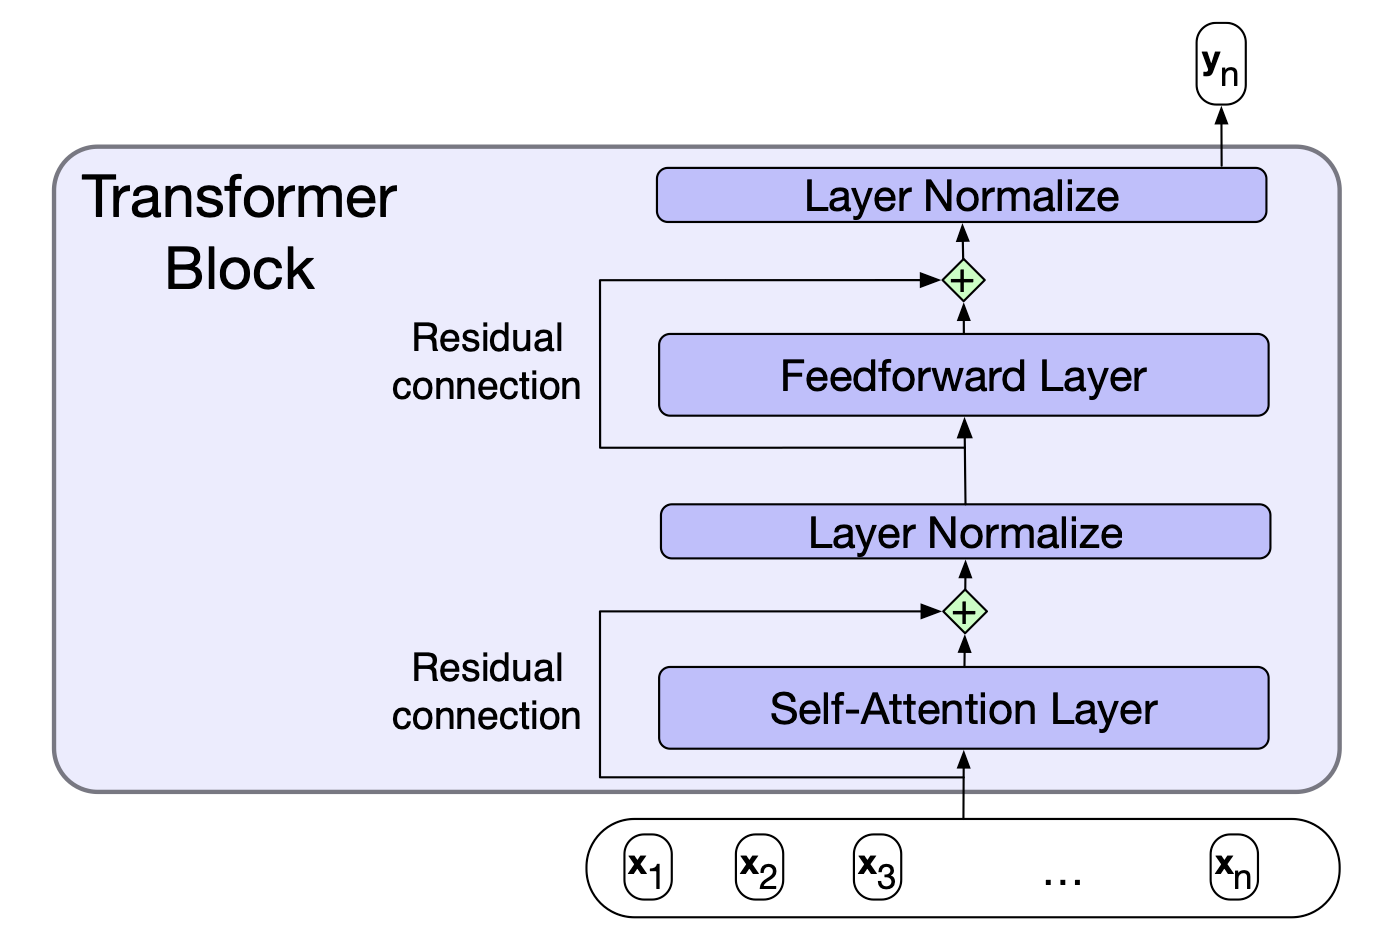 yn
Transformer
Block
Layer Normalize
+
Residual
connection
Feedforward Layer
Layer Normalize
+
Residual
connection
Self-Attention Layer
x1 x2 x3 ... xn